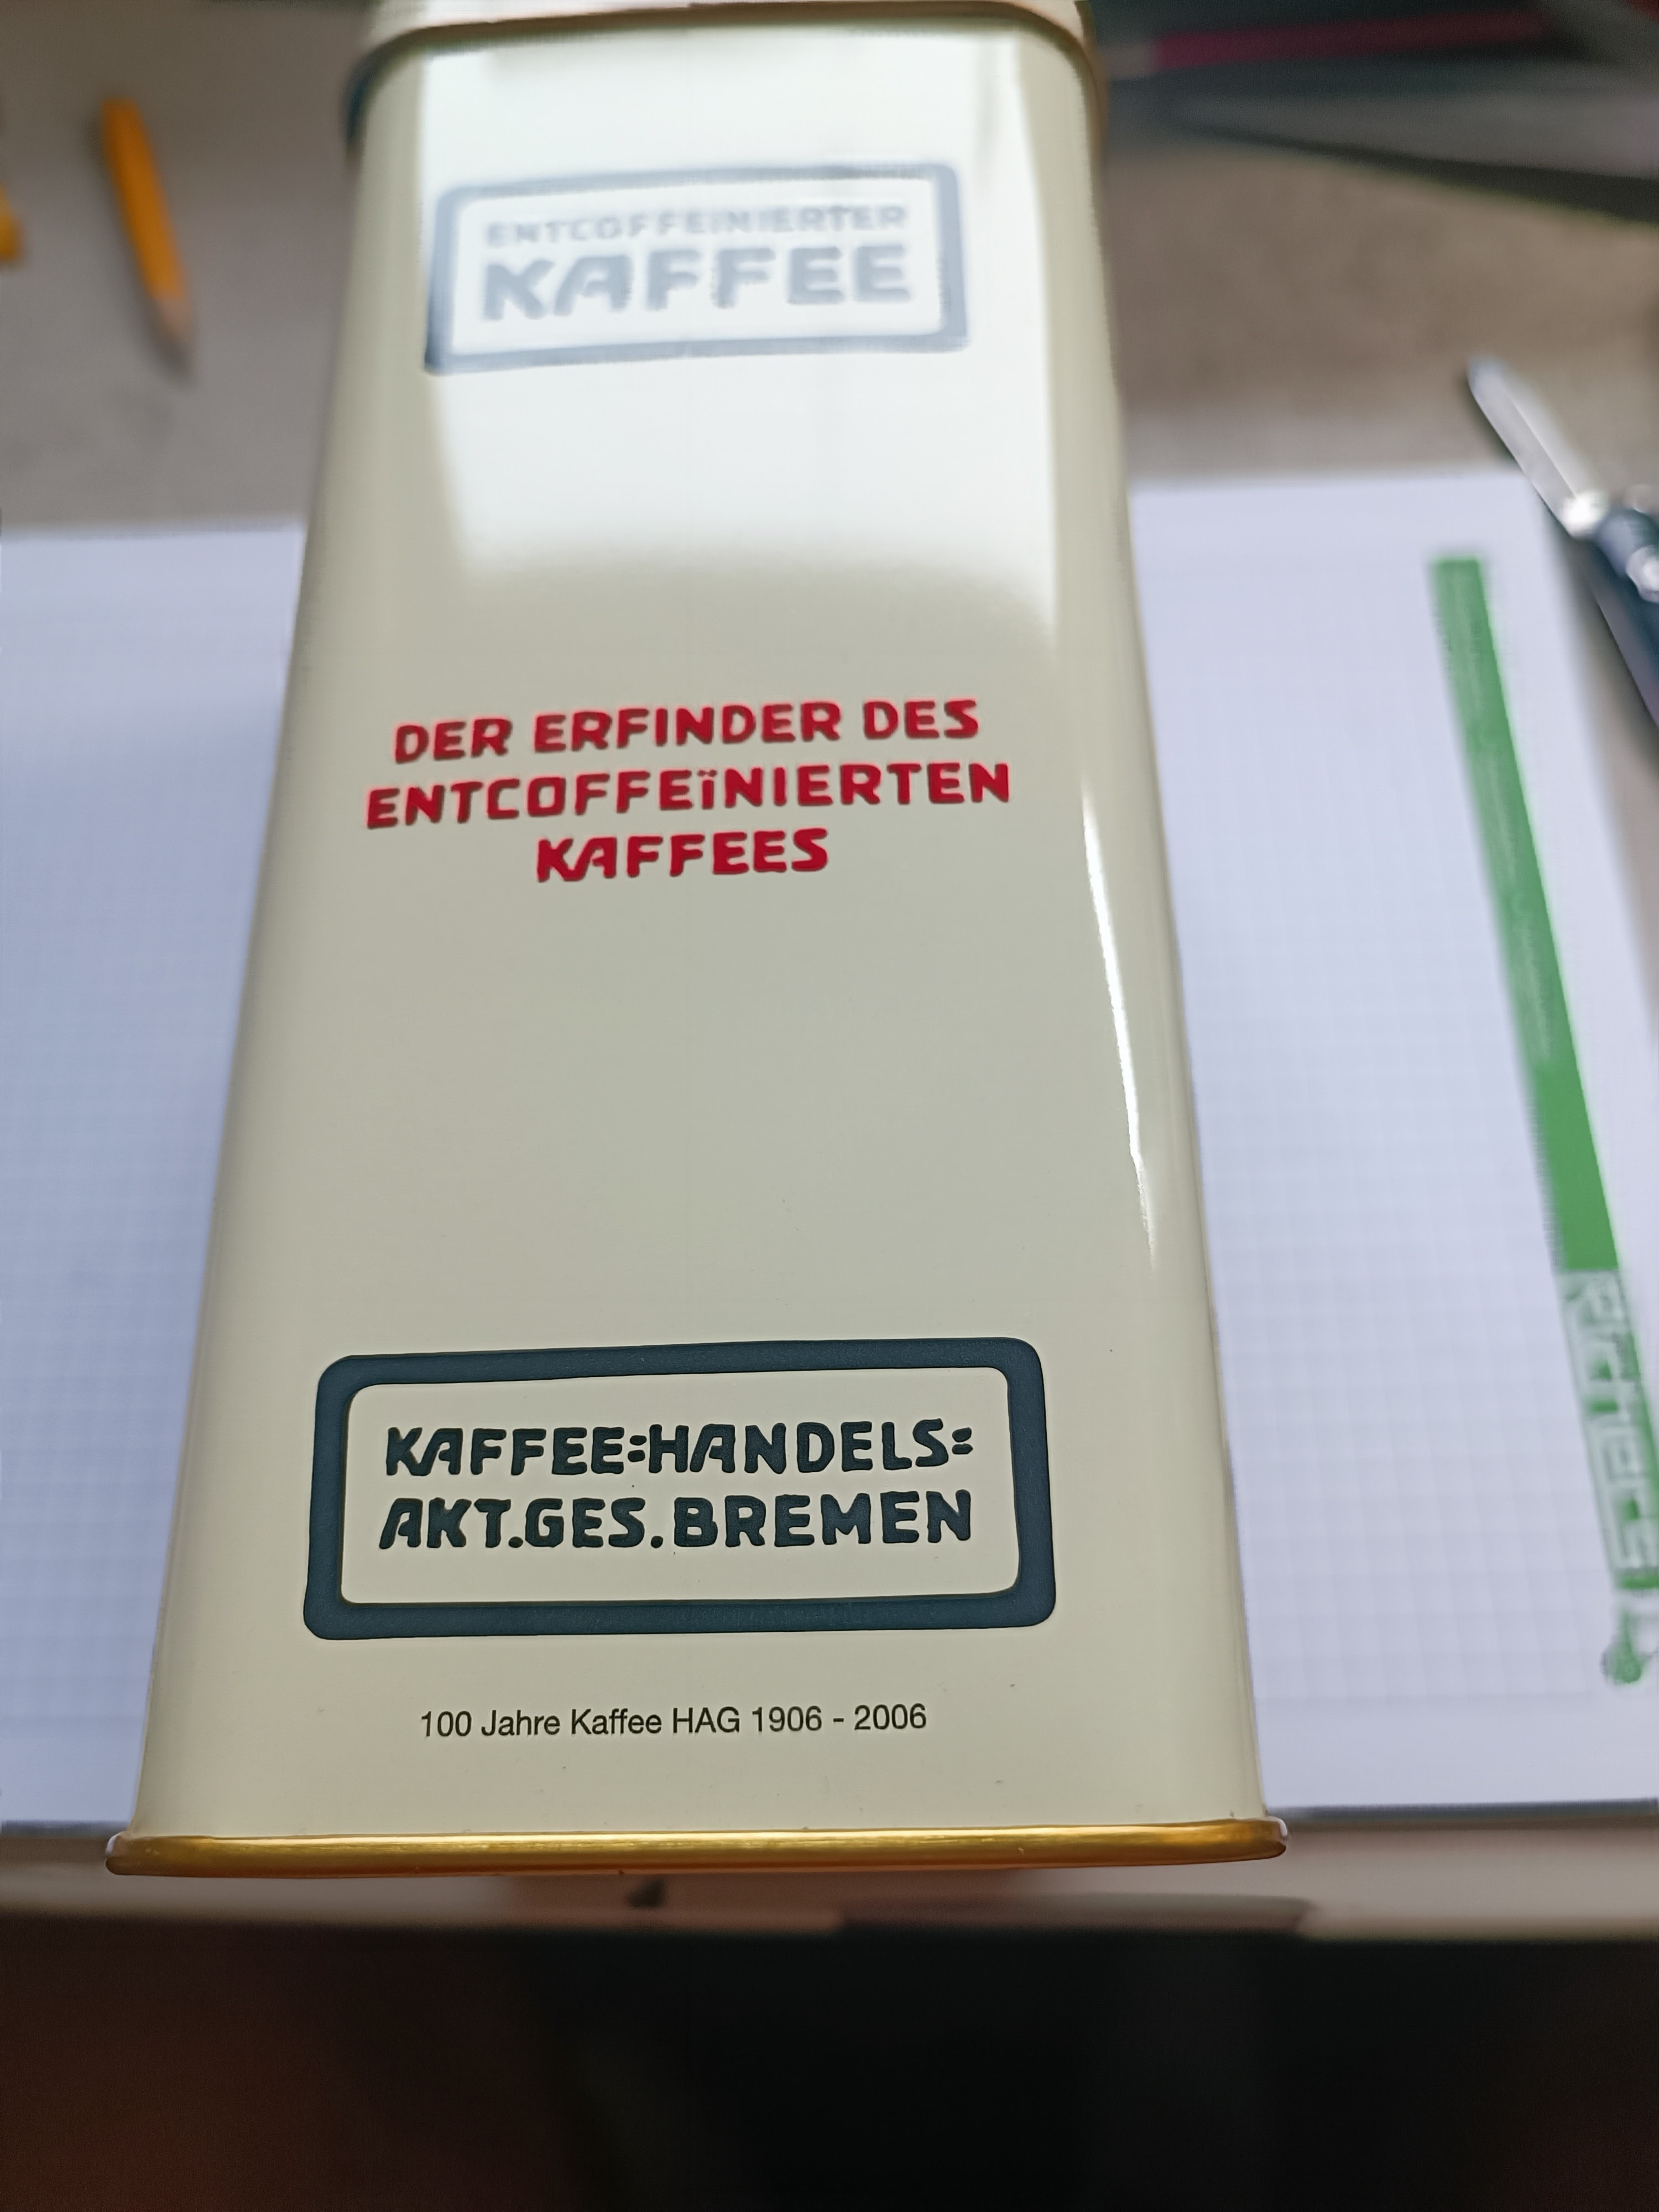 ENTCOFFEINIERTER
KAFFEE
DER ERFINDER DES
ENTCOFFEïNIERTEN
KAFFEES
KAFFEE=HANDELS=
AKT.GES.BREMEN
100 Jahre Kaffee HAG 1906 - 2006